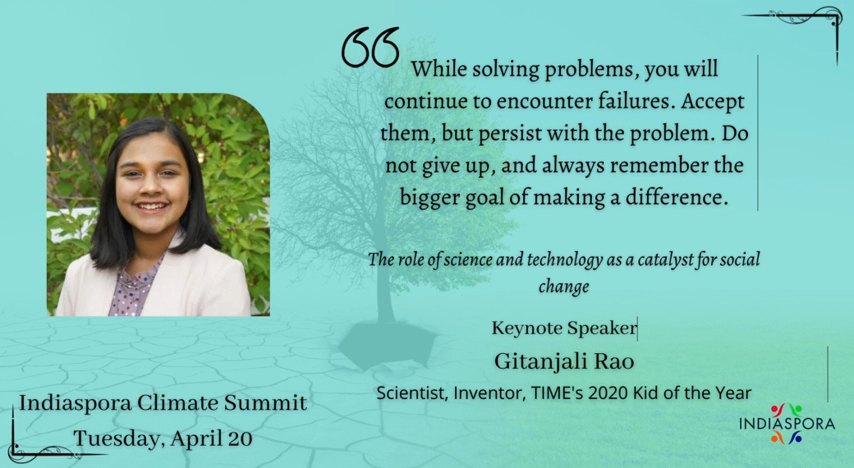 While solving problems, you will
continue to encounter failures. Accept
them, but persist with the problem. Do
not give up, and always remember the
bigger goal of making a difference.
The role of science and technology as a catalyst for social
change
Keynote Speaker
Gitanjali Rao
Scientist, Inventor, TIME's 2020 Kid of the Year
Indiaspora Climate Summit
Tuesday, April 20
INDIASPORA